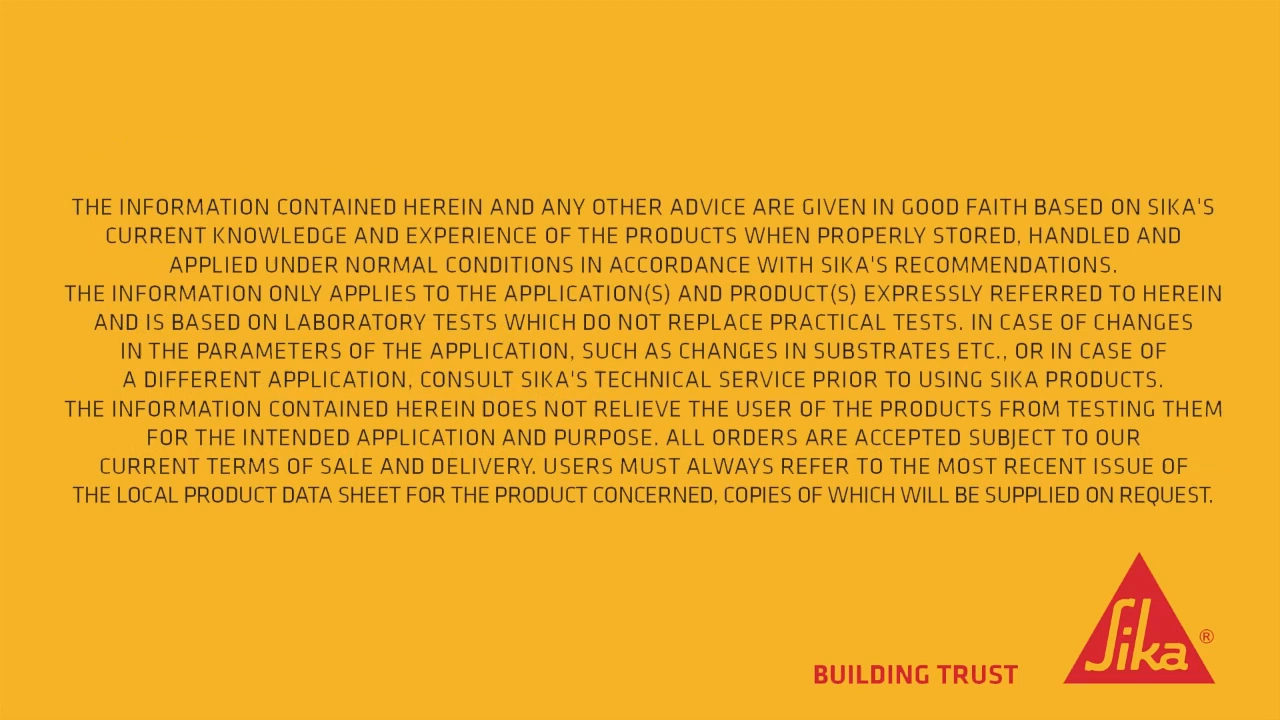 THE INFORMATION CONTAINED HEREIN AND ANY OTHER ADVICE ARE GIVEN IN GOOD FAITH BASED ON SIKA'S
CURRENT KNOWLEDGE AND EXPERIENCE OF THE PRODUCTS WHEN PROPERLY STORED, HANDLED AND
APPLIED UNDER NORMAL CONDITIONS IN ACCORDANCE WITH SIKA'S RECOMMENDATIONS.
THE INFORMATION ONLY APPLIES TO THE APPLICATION(S) AND PRODUCT(S) EXPRESSLY REFERRED TO HEREIN
AND IS BASED ON LABORATORY TESTS WHICH DO NOT REPLACE PRACTICAL TESTS. IN CASE OF CHANGES
IN THE PARAMETERS OF THE APPLICATION, SUCH AS CHANGES IN SUBSTRATES ETC., OR IN CASE OF
A DIFFERENT APPLICATION, CONSULT SIKA'S TECHNICAL SERVICE PRIOR TO USING SIKA PRODUCTS.
THE INFORMATION CONTAINED HEREIN DOES NOT RELIEVE THE USER OF THE PRODUCTS FROM TESTING THEM
FOR THE INTENDED APPLICATION AND PURPOSE. ALL ORDERS ARE ACCEPTED SUBJECT TO OUR
CURRENT TERMS OF SALE AND DELIVERY. USERS MUST ALWAYS REFER TO THE MOST RECENT ISSUE OF
THE LOCAL PRODUCT DATA SHEET FOR THE PRODUCT CONCERNED, COPIES OF WHICH WILL BE SUPPLIED ON REQUEST.
BUILDING TRUST
Sika®